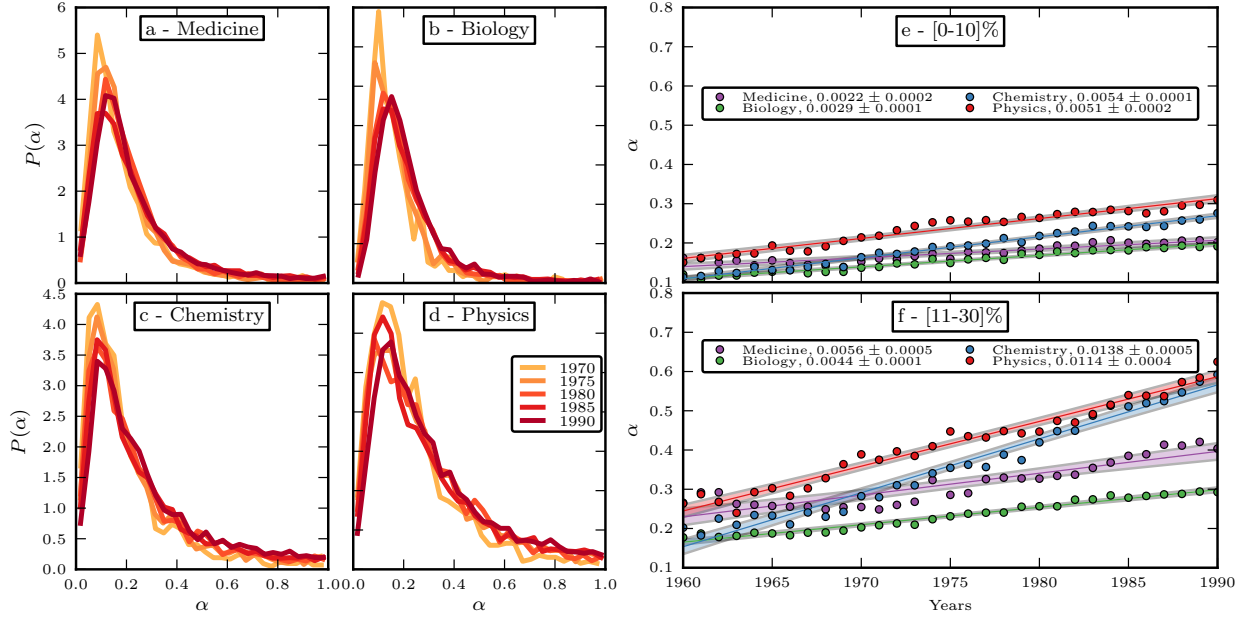 a - Medicine
P(α)
6
5
4
3
2
1
0
b - Biology
c - Chemistry
P(α)
4.5
4.0
3.5
3.0
2.5
2.0
1.5
1.0
0.5
0.0
0.0 0.2 0.4 0.6 0.8 1.0
α
d - Physics
1970
1975
1980
1985
1990
0.0 0.2 0.4 0.6 0.8 1.0
α
e - [0-10]%
Medicine, 0.0022 ± 0.0002
Biology, 0.0029 ± 0.0001
Chemistry, 0.0054 ± 0.0001
Physics, 0.0051 ± 0.0002
α
0.8
0.7
0.6
0.5
0.4
0.3
0.2
0.1
f - [11-30]%
Medicine, 0.0056 ± 0.0005
Biology, 0.0044 ± 0.0001
Chemistry, 0.0138 ± 0.0005
Physics, 0.0114 ± 0.0004
α
0.8
0.7
0.6
0.5
0.4
0.3
0.2
0.1
1960 1965 1970 1975 1980 1985 1990
Years